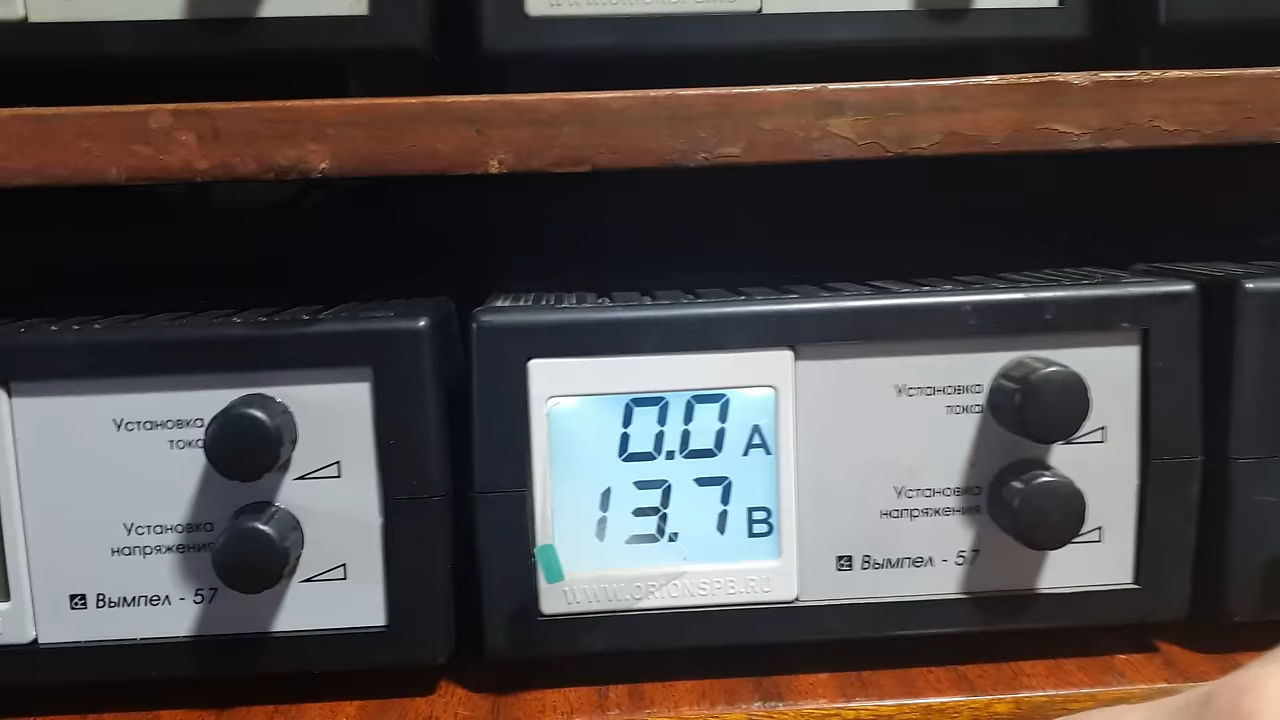 Установка
тока
Установка
напряжения
Вымпел - 57
0.0 А
13.7 В
WWW.ORIONSPB.RU
Установка
тока
Установка
напряжения
Вымпел - 57